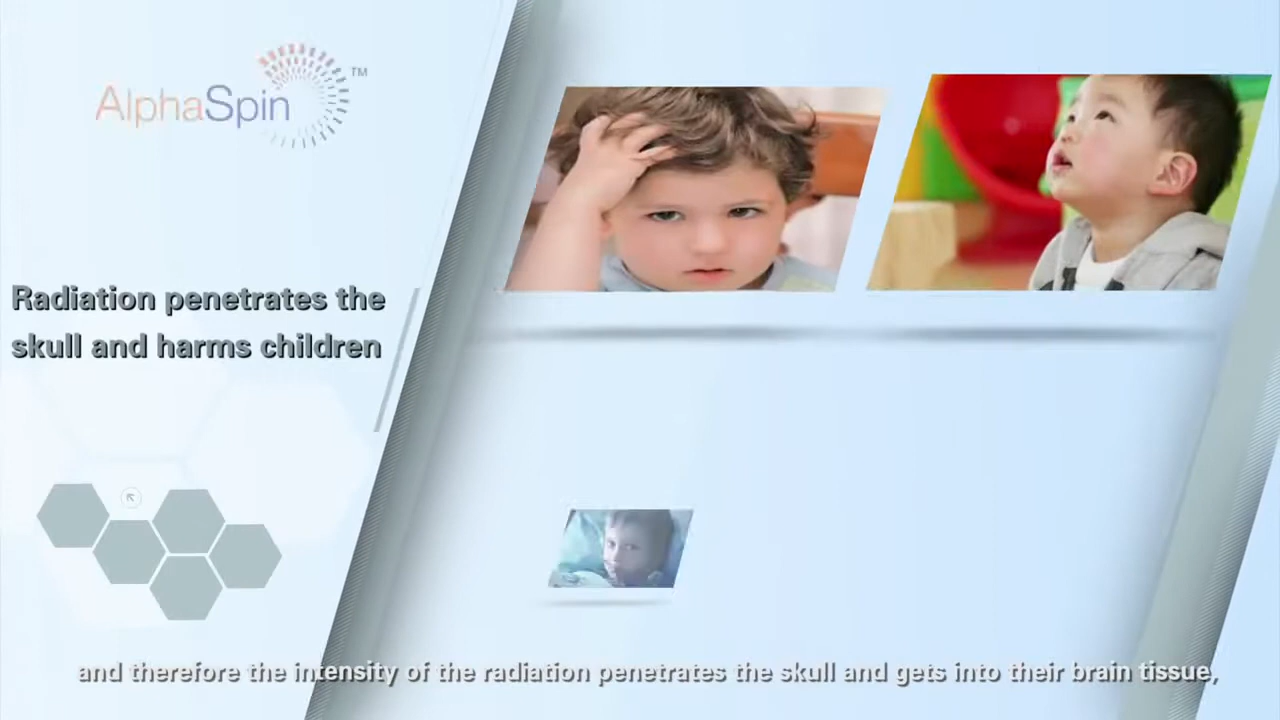 AlphaSpin™
Radiation penetrates the
skull and harms children
and therefore the intensity of the radiation penetrates the skull and gets into their brain tissue,